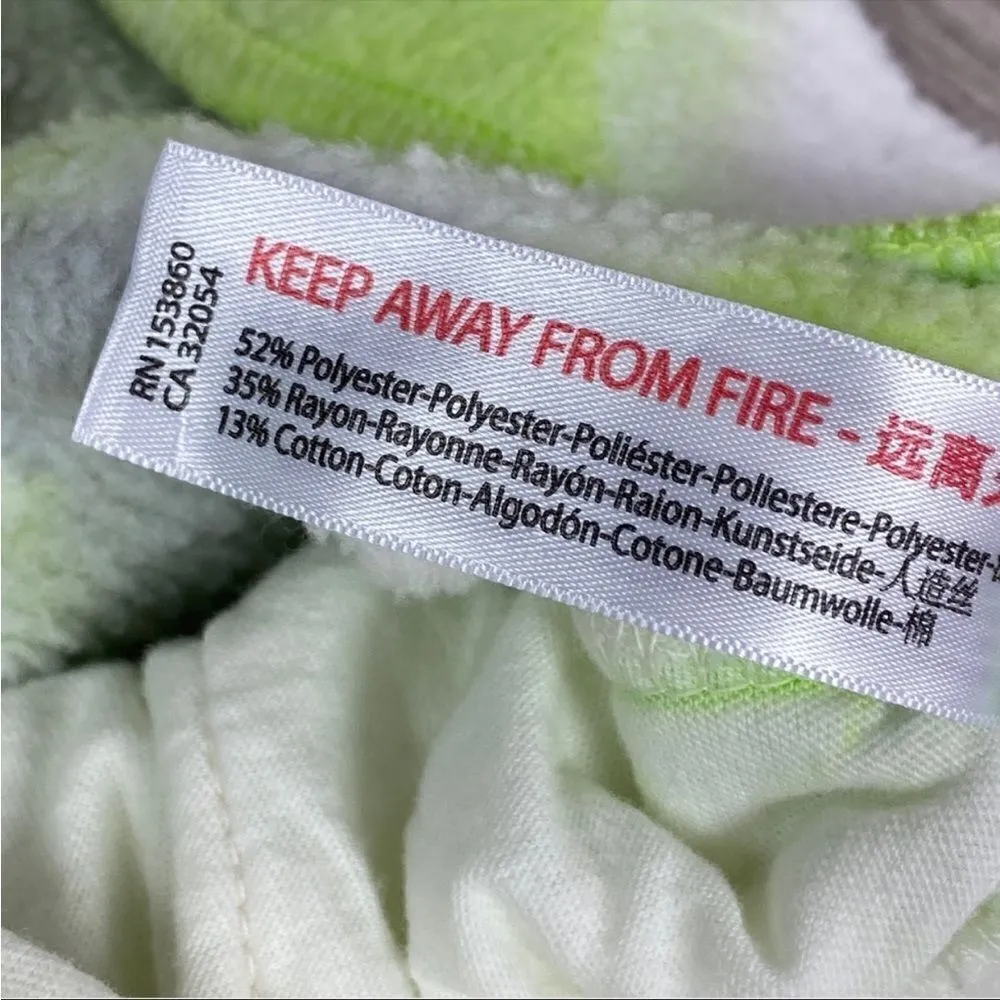 RN 153860
CA 32054
KEEP AWAY FROM FIRE - 远离
52% Polyester-Polyester-Poliéster-Poliestere-Polyester-
35% Rayon-Rayonne-Rayón-Raion-Kunstseide-人造丝
13% Cotton-Coton-Algodón-Cotone-Baumwolle-棉